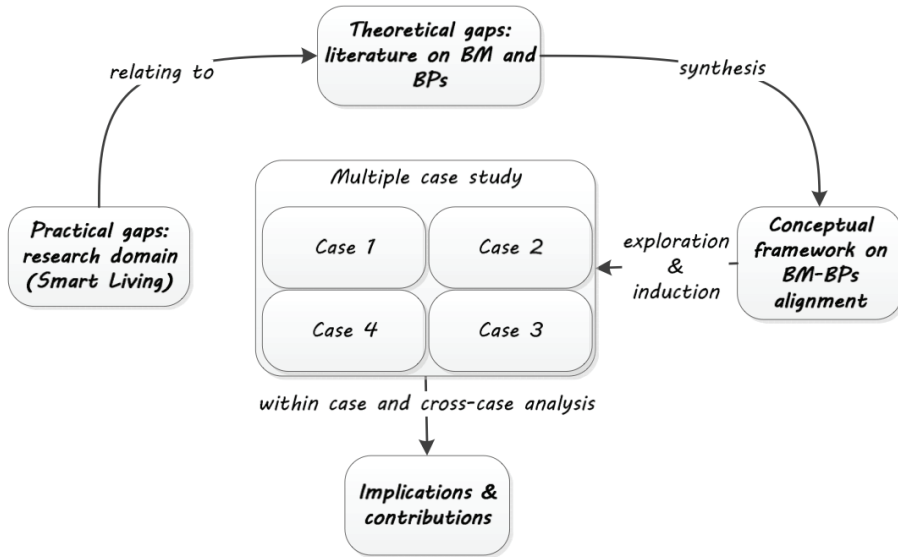 Theoretical gaps:
literature on BM and
BPs
relating to
synthesis
Multiple case study
Case 1
Case 2
Case 4
Case 3
Practical gaps:
research domain
(Smart Living)
exploration
&
induction
Conceptual
framework on
BM-BPs
alignment
within case and cross-case analysis
Implications &
contributions